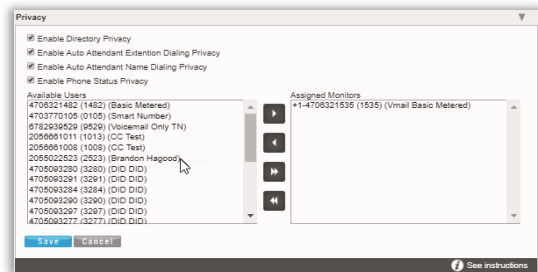 Privacy
Enable Directory Privacy
Enable Auto Attendant Extention Dialing Privacy
Enable Auto Attendant Name Dialing Privacy
Enable Phone Status Privacy
Available Users
4706321482 (1482) (Basic Metered)
4703770105 (0105) (Smart Number)
6782939529 (9529) (Voicemail Only TN)
2056661011 (1013) (CC Test)
2056661008 (1008) (CC Test)
2055022523 (2523) (Brandon Hagood)
4705093280 (3280) (DID DID)
4705093291 (3291) (DID DID)
4705093284 (3284) (DID DID)
4705093290 (3290) (DID DID)
4705093297 (3297) (DID DID)
4705093277 (3277) (DID DID)
Assigned Monitors
+1-4706321535 (1535) (Vmail Basic Metered)
Save Cancel
See instructions